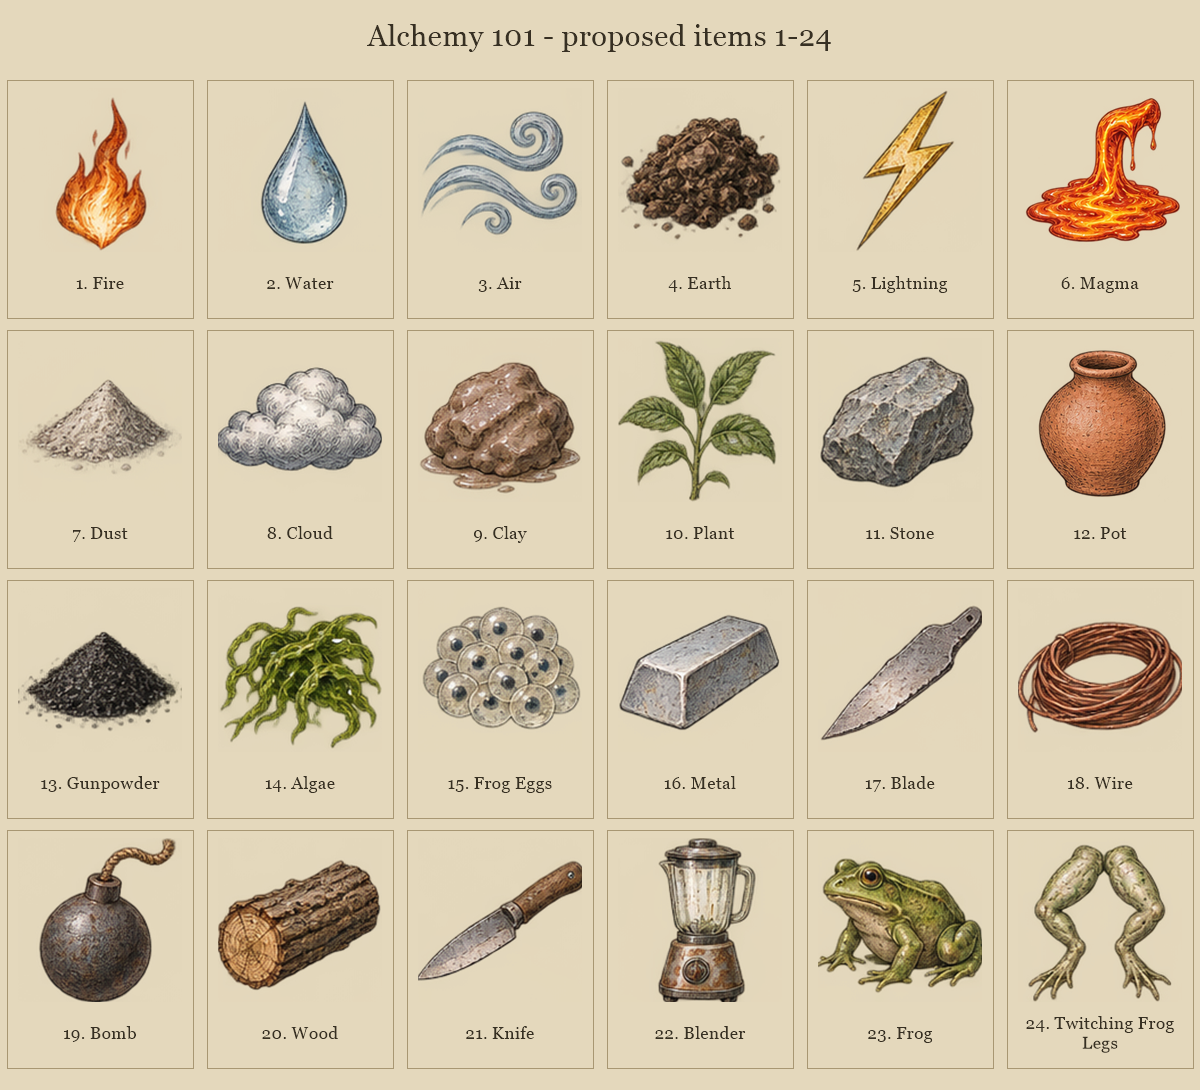 Alchemy 101 - proposed items 1-24
1. Fire
2. Water
3. Air
4. Earth
5. Lightning
6. Magma
7. Dust
8. Cloud
9. Clay
10. Plant
11. Stone
12. Pot
13. Gunpowder
14. Algae
15. Frog Eggs
16. Metal
17. Blade
18. Wire
19. Bomb
20. Wood
21. Knife
22. Blender
23. Frog
24. Twitching Frog
Legs